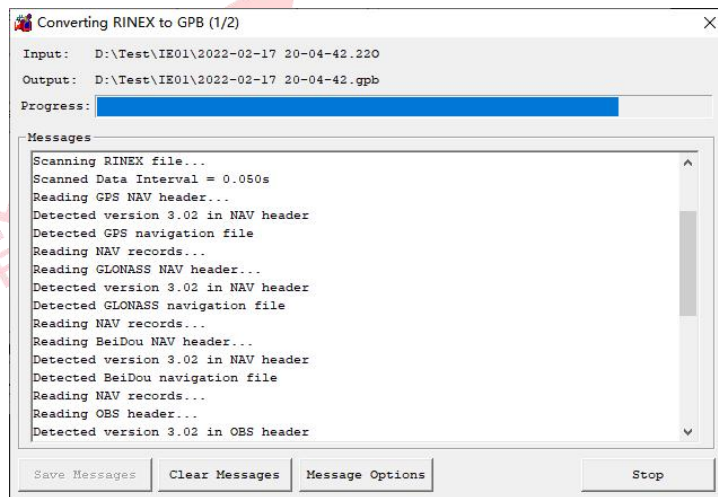 Converting RINEX to GPB (1/2)
Input: D:\Test\IE01\2022-02-17 20-04-42.22O
Output: D:\Test\IE01\2022-02-17 20-04-42.gpb
Progress:
Messages
Scanning RINEX file...
Scanned Data Interval = 0.050s
Reading GPS NAV header...
Detected version 3.02 in NAV header
Detected GPS navigation file
Reading NAV records...
Reading GLONASS NAV header...
Detected version 3.02 in NAV header
Detected GLONASS navigation file
Reading NAV records...
Reading BeiDou NAV header...
Detected version 3.02 in NAV header
Detected BeiDou navigation file
Reading NAV records...
Reading OBS header...
Detected version 3.02 in OBS header
Save Messages Clear Messages Message Options Stop